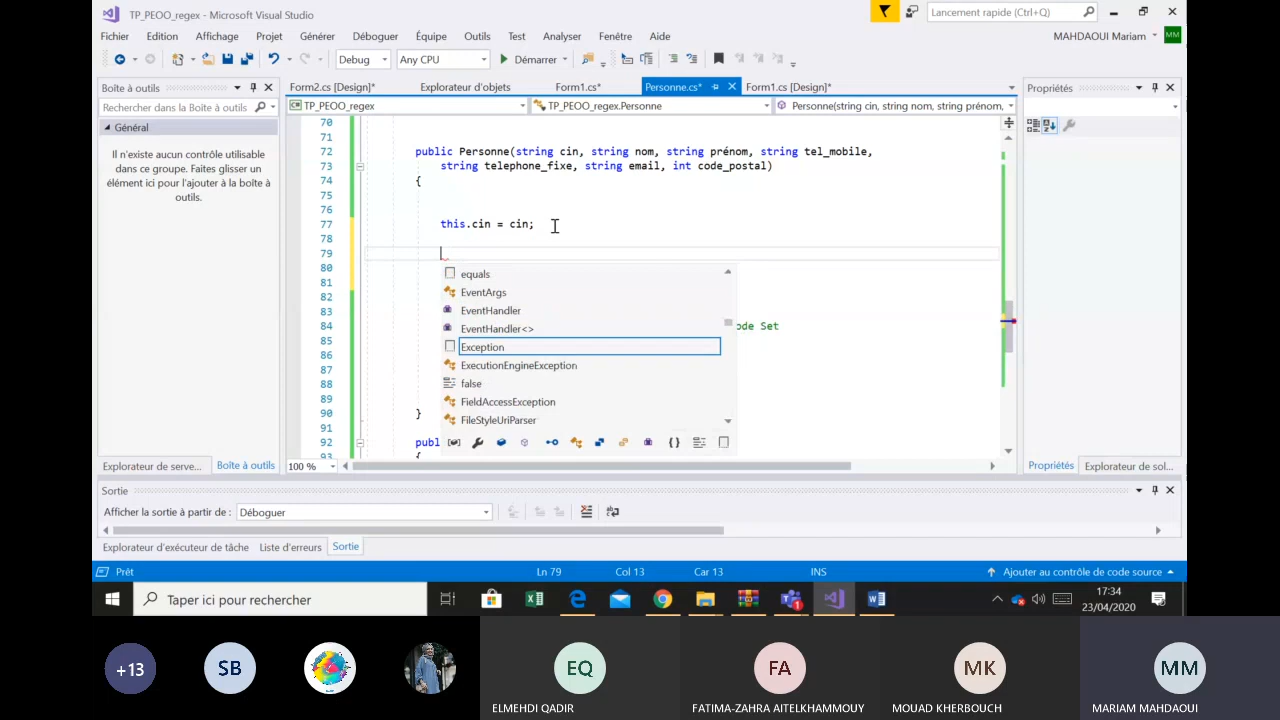 TP_PEOO_regex - Microsoft Visual Studio
Lancement rapide (Ctrl+Q)
Fichier Edition Affichage Projet Générer Déboguer Équipe Outils Test Analyser Fenêtre Aide
MAHDAOUI Mariam MM
Debug Any CPU Démarrer
Boîte à outils
Form2.cs [Design]* Explorateur d'objets Form1.cs* Personne.cs* Form1.cs [Design]*
Propriétés
Rechercher dans la Boîte à outils
TP_PEOO_regex TP_PEOO_regex.Personne Personne(string cin, string nom, string prénom,
Général
Il n'existe aucun contrôle utilisable
dans ce groupe. Faites glisser un
élément ici pour l'ajouter à la boîte à
outils.
70
71
72 public Personne(string cin, string nom, string prénom, string tel_mobile,
73 string telephone_fixe, string email, int code_postal)
74 {
75
76
77 this.cin = cin;
78
79
80
81
82
83
84 ode Set
85
86
87
88
89
90 }
91
92 publ
93 {
equals
EventArgs
EventHandler
EventHandler<>
Exception
ExecutionEngineException
false
FieldAccessException
FileStyleUriParser
100 %
Explorateur de serve... Boîte à outils
Propriétés Explorateur de sol...
Sortie
Afficher la sortie à partir de : Déboguer
Explorateur d'exécuteur de tâche Liste d'erreurs Sortie
Prêt Ln 79 Col 13 Car 13 INS Ajouter au contrôle de code source
Taper ici pour rechercher
17:34
23/04/2020
+13 SB EQ FA MK MM
ELMEHDI QADIR FATIMA-ZAHRA AITELKHAMMOUY MOUAD KHERBOUCH MARIAM MAHDAOUI